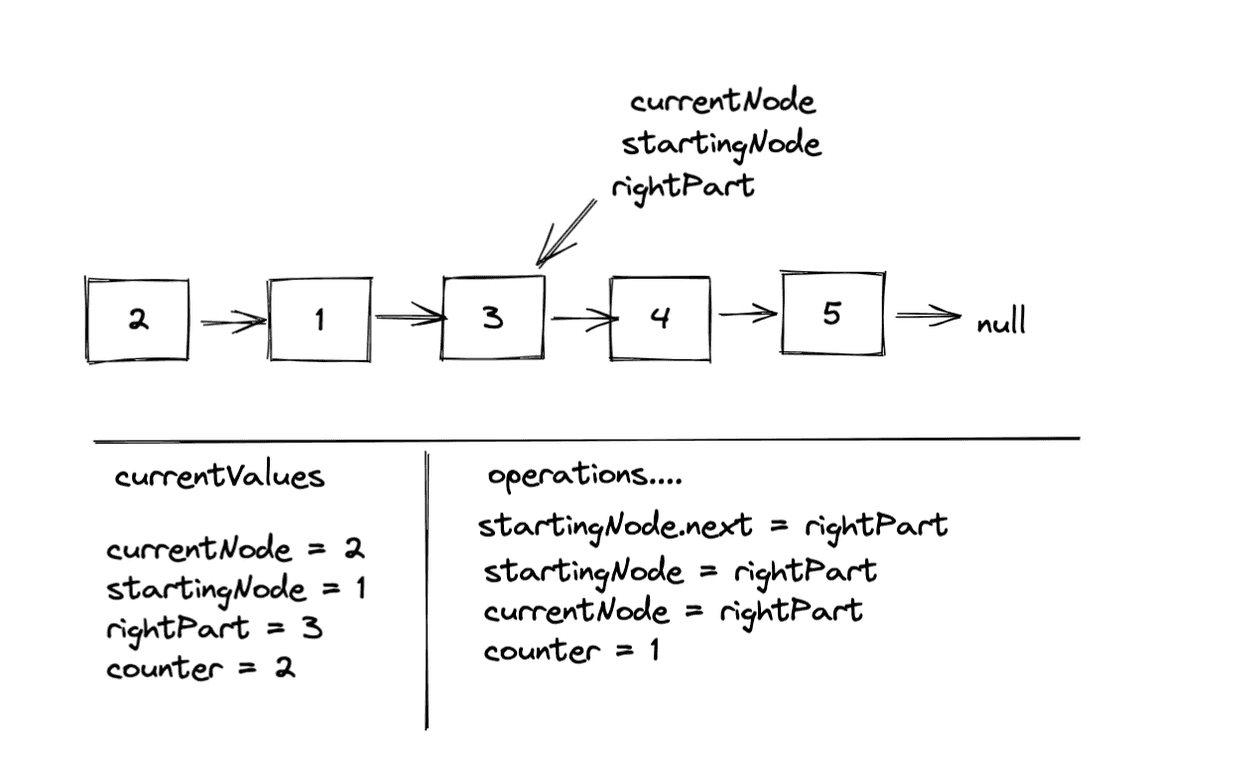 currentNode
startingNode
rightPart
2 1 3 4 5 null
currentValues
currentNode = 2
startingNode = 1
rightPart = 3
counter = 2
operations....
startingNode.next = rightPart
startingNode = rightPart
currentNode = rightPart
counter = 1